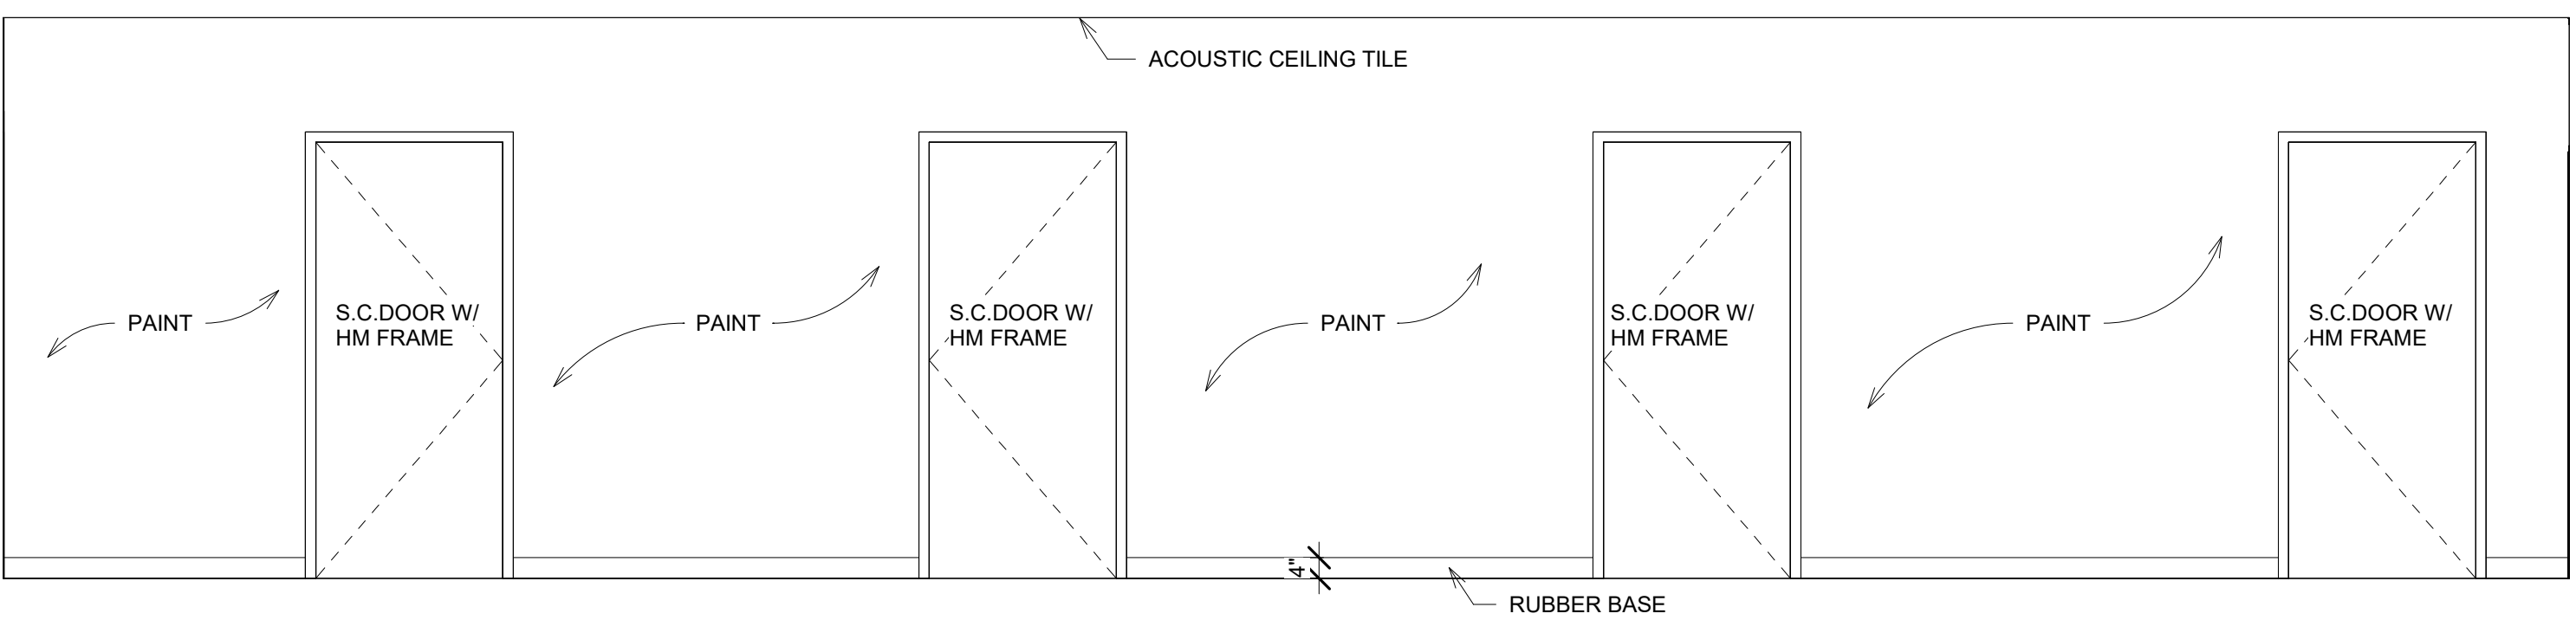 ACOUSTIC CEILING TILE
PAINT
S.C.DOOR W/
HM FRAME
PAINT
S.C.DOOR W/
HM FRAME
PAINT
S.C.DOOR W/
HM FRAME
PAINT
S.C.DOOR W/
HM FRAME
4"
RUBBER BASE